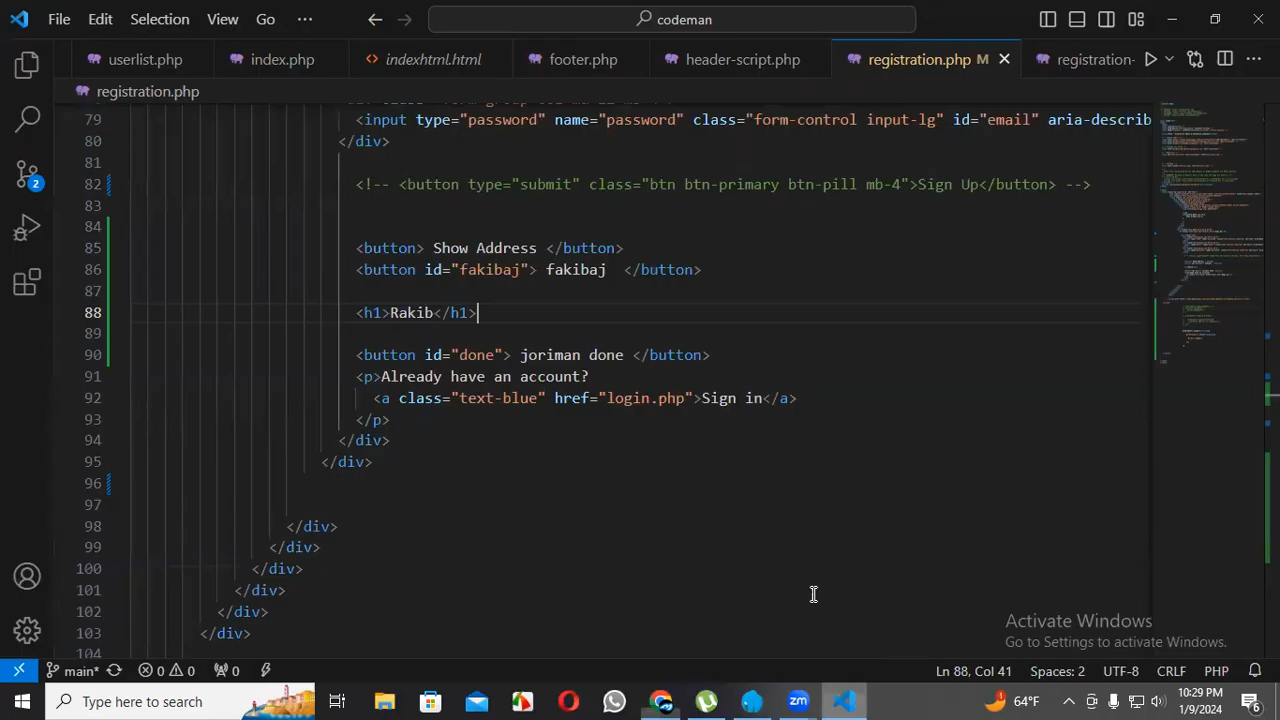 File Edit Selection View Go ··· codeman
userlist.php index.php indexhtml.html footer.php header-script.php registration.php M registration-
registration.php
79 <input type="password" name="password" class="form-control input-lg" id="email" aria-describ
80 </div>
81
82 <!-- <button type="submit" class="btn btn-primary btn-pill mb-4">Sign Up</button> -->
83
84
85 <button> Show address </button>
86 <button id="fakibaj"> fakibaj </button>
87
88 <h1>Rakib</h1>
89
90 <button id="done"> joriman done </button>
91 <p>Already have an account?
92 <a class="text-blue" href="login.php">Sign in</a>
93 </p>
94 </div>
95 </div>
96
97
98 </div>
99 </div>
100 </div>
101 </div>
102 </div>
103 </div>
104
2
Activate Windows
Go to Settings to activate Windows.
main* 0 0 0 Ln 88, Col 41 Spaces: 2 UTF-8 CRLF PHP
Type here to search zm 64°F 10:29 PM
1/9/2024 6